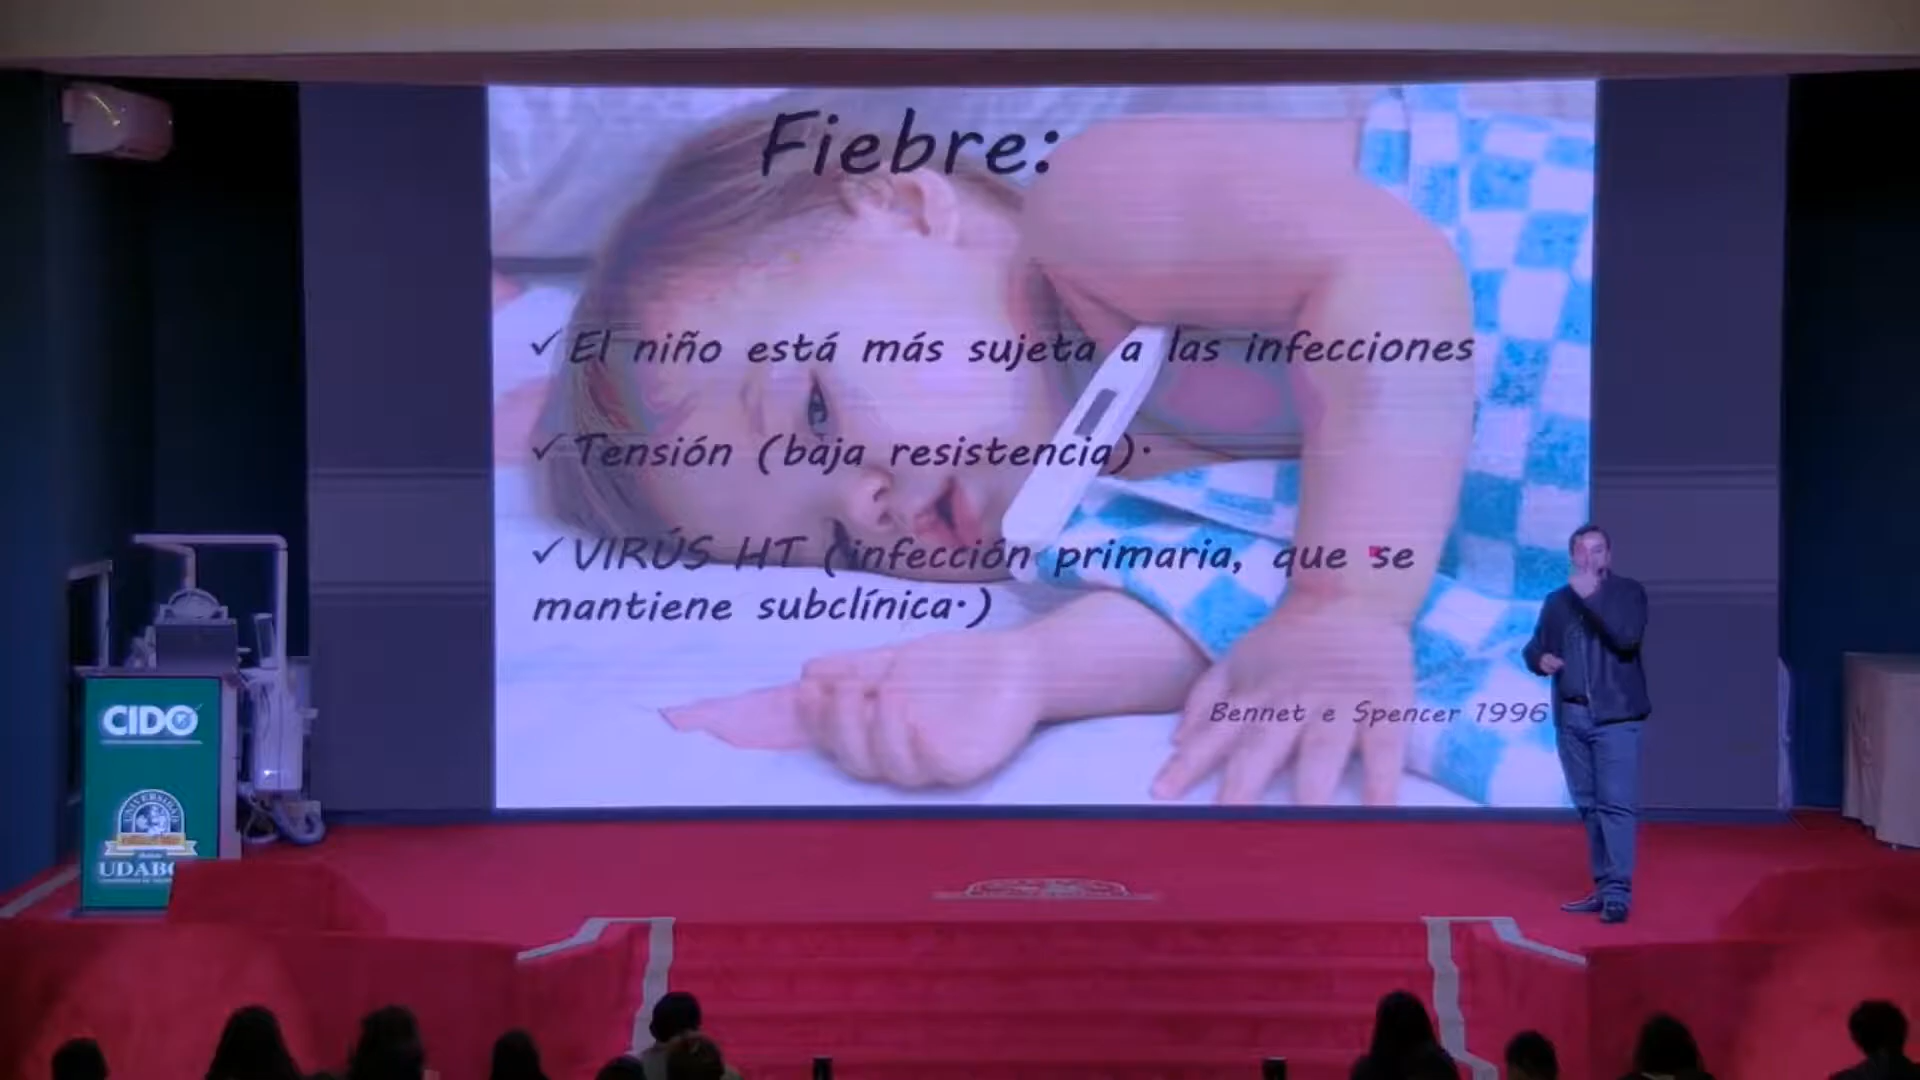 Fiebre:
✓El niño está más sujeta a las infecciones
✓Tensión (baja resistencia)·
✓VIRÚS HT (infección primaria, que se
mantiene subclínica·)
Bennet e Spencer 1996
CIDO
UNIVERSIDAD